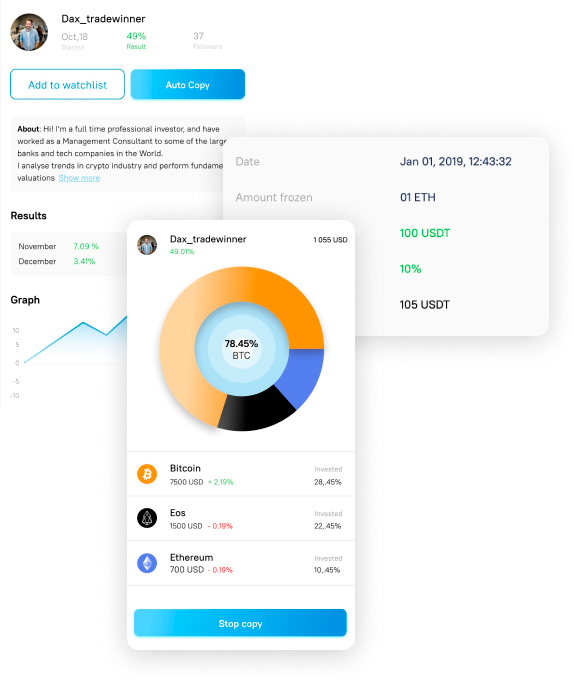 Dax_tradewinner
Oct,18
49%
37
Started
Result
Followers
Add to watchlist
Auto Copy
About: Hi! I'm a full time professional investor, and have
worked as a Management Consultant to some of the large
banks and tech companies in the World.
I analyse trends in crypto industry and perform fundame
valuations Show more
Date
Jan 01, 2019, 12:43:32
Amount frozen
01 ETH
100 USDT
10%
105 USDT
Results
November 7.09 %
December 3.41%
Graph
10
5
0
-5
-10
Dax_tradewinner
1 055 USD
49.01%
78.45%
BTC
Bitcoin
Invested
7500 USD + 2.19%
28,.45%
Eos
Invested
1500 USD - 0.19%
22,.45%
Ethereum
Invested
700 USD - 0.19%
10,.45%
Stop copy